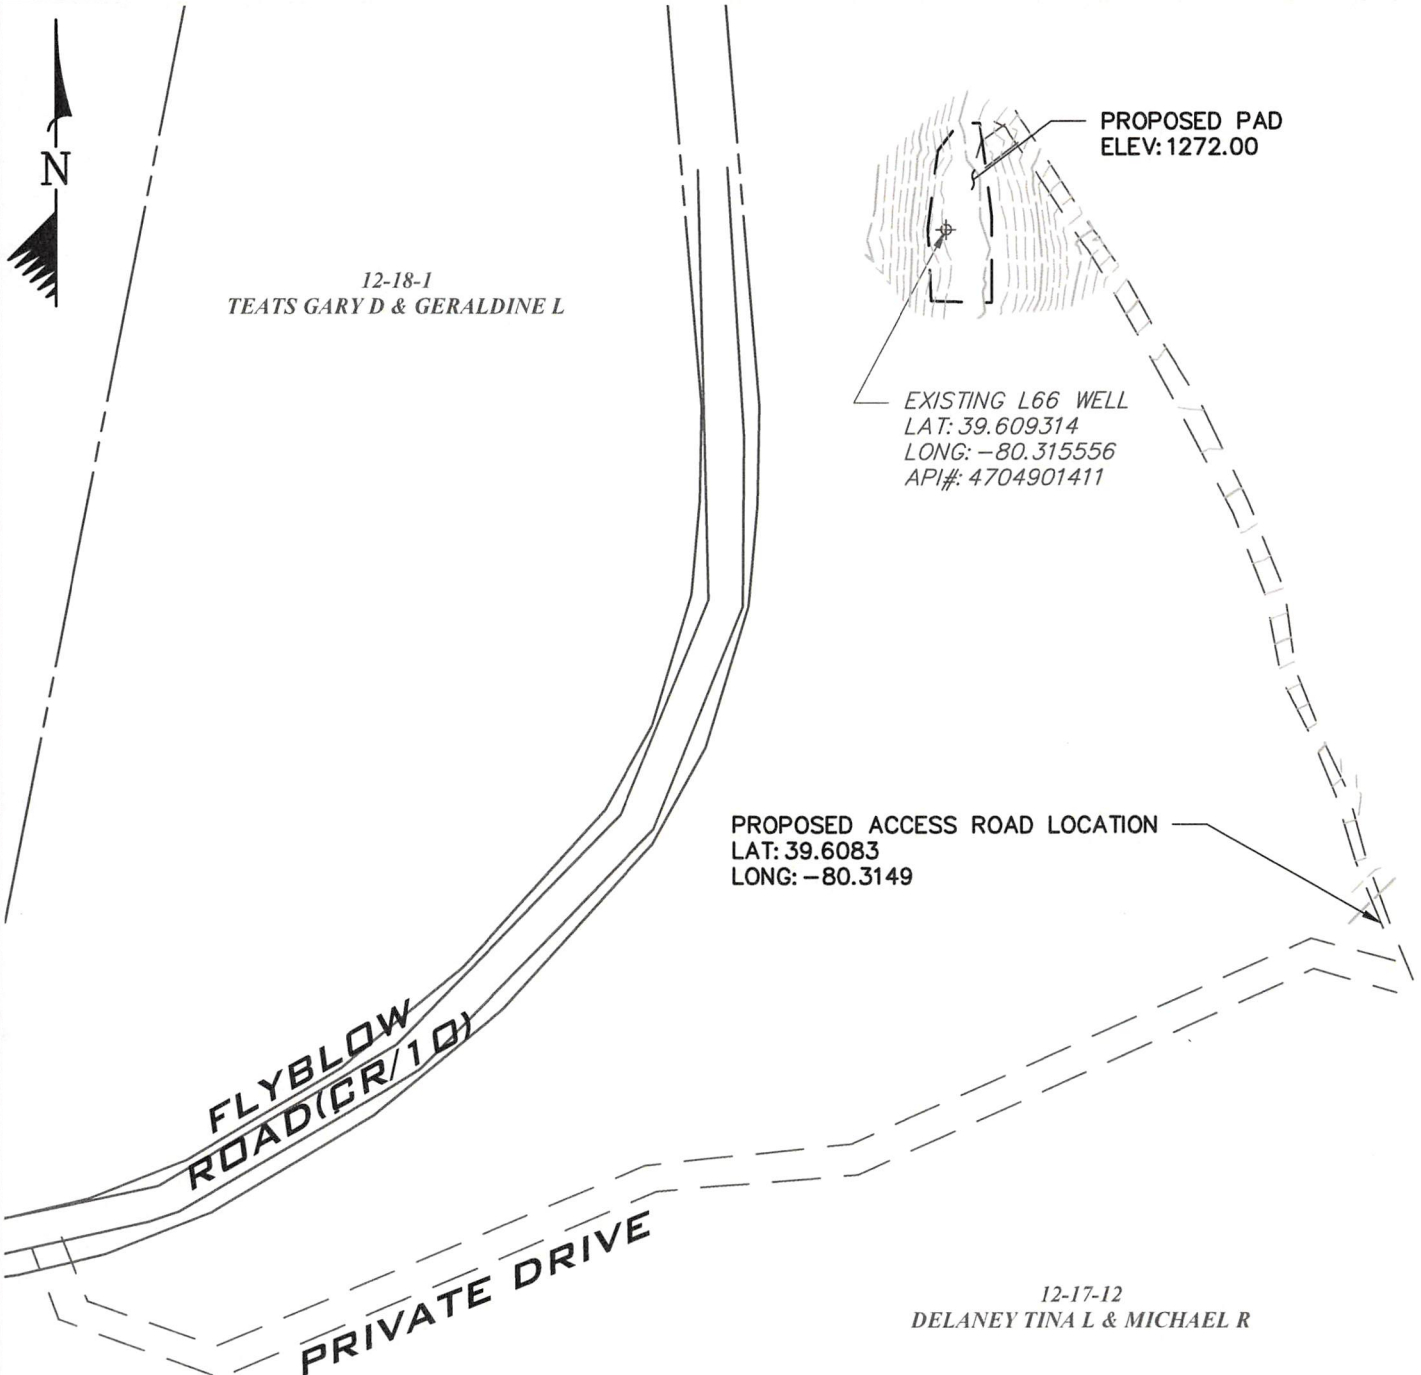 PROPOSED PAD
ELEV: 1272.00
N
12-18-1
TEATS GARY D & GERALDINE L
EXISTING L66 WELL
LAT: 39.609314
LONG: -80.315556
API#: 4704901411
PROPOSED ACCESS ROAD LOCATION
LAT: 39.6083
LONG: -80.3149
FLYBLOW
ROAD(CR/10)
PRIVATE DRIVE
12-17-12
DELANEY TINA L & MICHAEL R